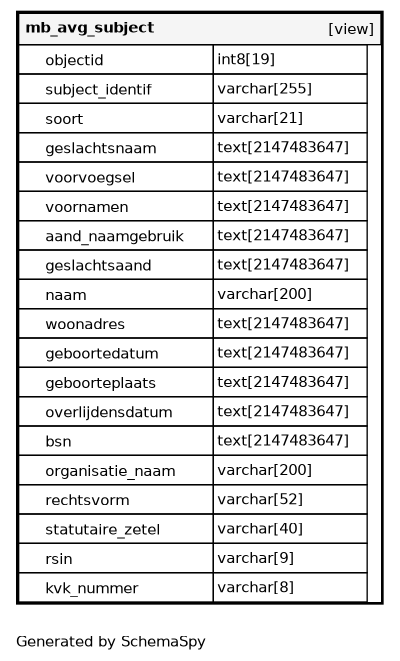 mb_avg_subject [view]
objectid int8[19]
subject_identif varchar[255]
soort varchar[21]
geslachtsnaam text[2147483647]
voorvoegsel text[2147483647]
voornamen text[2147483647]
aand_naamgebruik text[2147483647]
geslachtsaand text[2147483647]
naam varchar[200]
woonadres text[2147483647]
geboortedatum text[2147483647]
geboorteplaats text[2147483647]
overlijdensdatum text[2147483647]
bsn text[2147483647]
organisatie_naam varchar[200]
rechtsvorm varchar[52]
statutaire_zetel varchar[40]
rsin varchar[9]
kvk_nummer varchar[8]
Generated by SchemaSpy